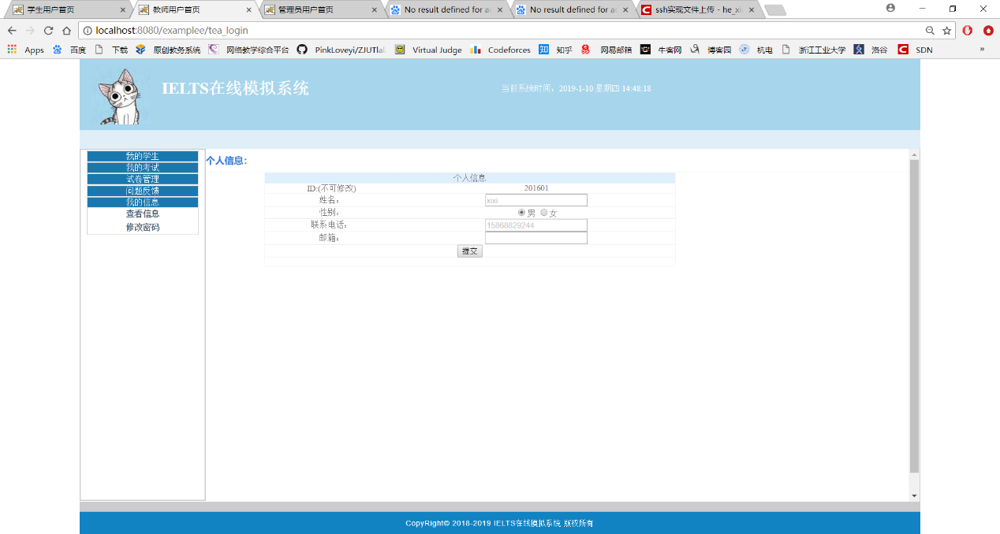 学生用户首页 教师用户首页 管理员用户首页 No result defined for ac No result defined for ac ssh实现文件上传 - he_xi
localhost:8080/examplee/tea_login
Apps 百度 下载 原创教务系统 网络教学综合平台 PinkLoveyi/ZJUTlal Virtual Judge Codeforces 知乎 网易邮箱 牛客网 博客园 杭电 浙江工业大学 洛谷 SDN »
IELTS在线模拟系统 当前系统时间：2019-1-10 星期四 14:48:18
我的学生
我的考试
试卷管理
问题反馈
我的信息
查看信息
修改密码
个人信息:
个人信息
ID:(不可修改) 201601
姓名： xixi
性别： 男 女
联系电话： 15868829244
邮箱：
提交
CopyRight© 2018-2019 IELTS在线模拟系统 版权所有